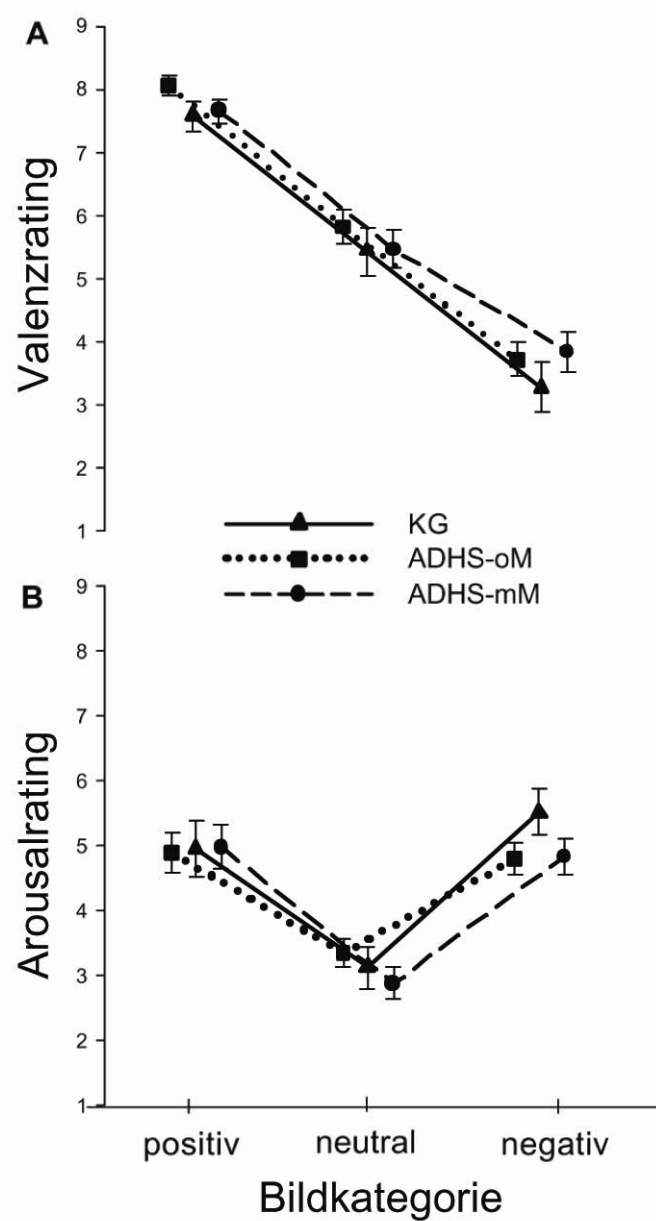 A
Valenzrating
9
8
7
6
5
4
3
2
1
KG
ADHS-oM
ADHS-mM
B
Arousalrating
9
8
7
6
5
4
3
2
1
positiv neutral negativ
Bildkategorie